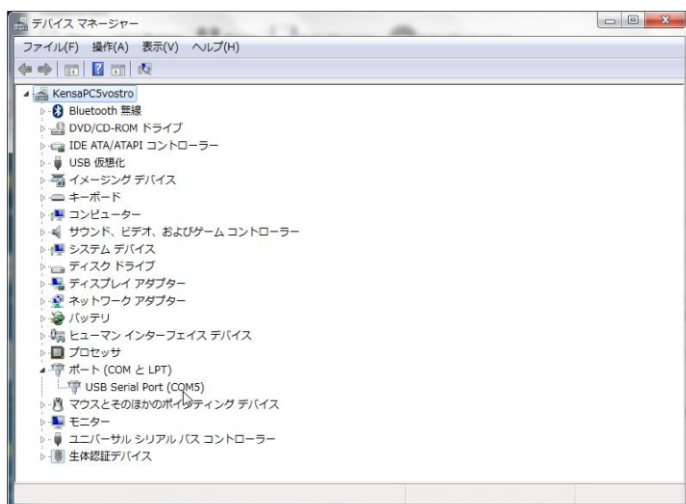 デバイス マネージャー
ファイル(F) 操作(A) 表示(V) ヘルプ(H)
KensaPC5vostro
Bluetooth 無線
DVD/CD-ROM ドライブ
IDE ATA/ATAPI コントローラー
USB 仮想化
イメージング デバイス
キーボード
コンピューター
サウンド、ビデオ、およびゲーム コントローラー
システム デバイス
ディスク ドライブ
ディスプレイ アダプター
ネットワーク アダプター
バッテリ
ヒューマン インターフェイス デバイス
プロセッサ
ポート (COM と LPT)
USB Serial Port (COM5)
マウスとそのほかのポインティング デバイス
モニター
ユニバーサル シリアル バス コントローラー
生体認証デバイス